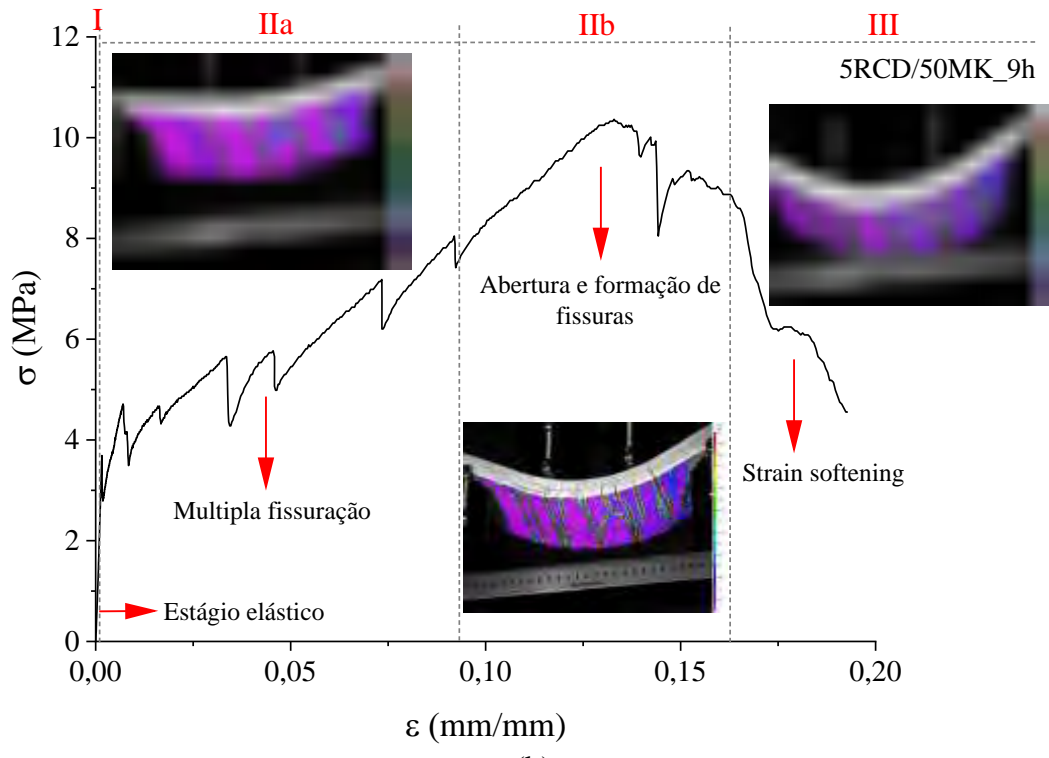 I IIa IIb III
5RCD/50MK_9h
12
10
8
6
4
2
0
σ (MPa)
Abertura e formação de
fissuras
Multipla fissuração
Strain softening
Estágio elástico
0,00 0,05 0,10 0,15 0,20
ε (mm/mm)